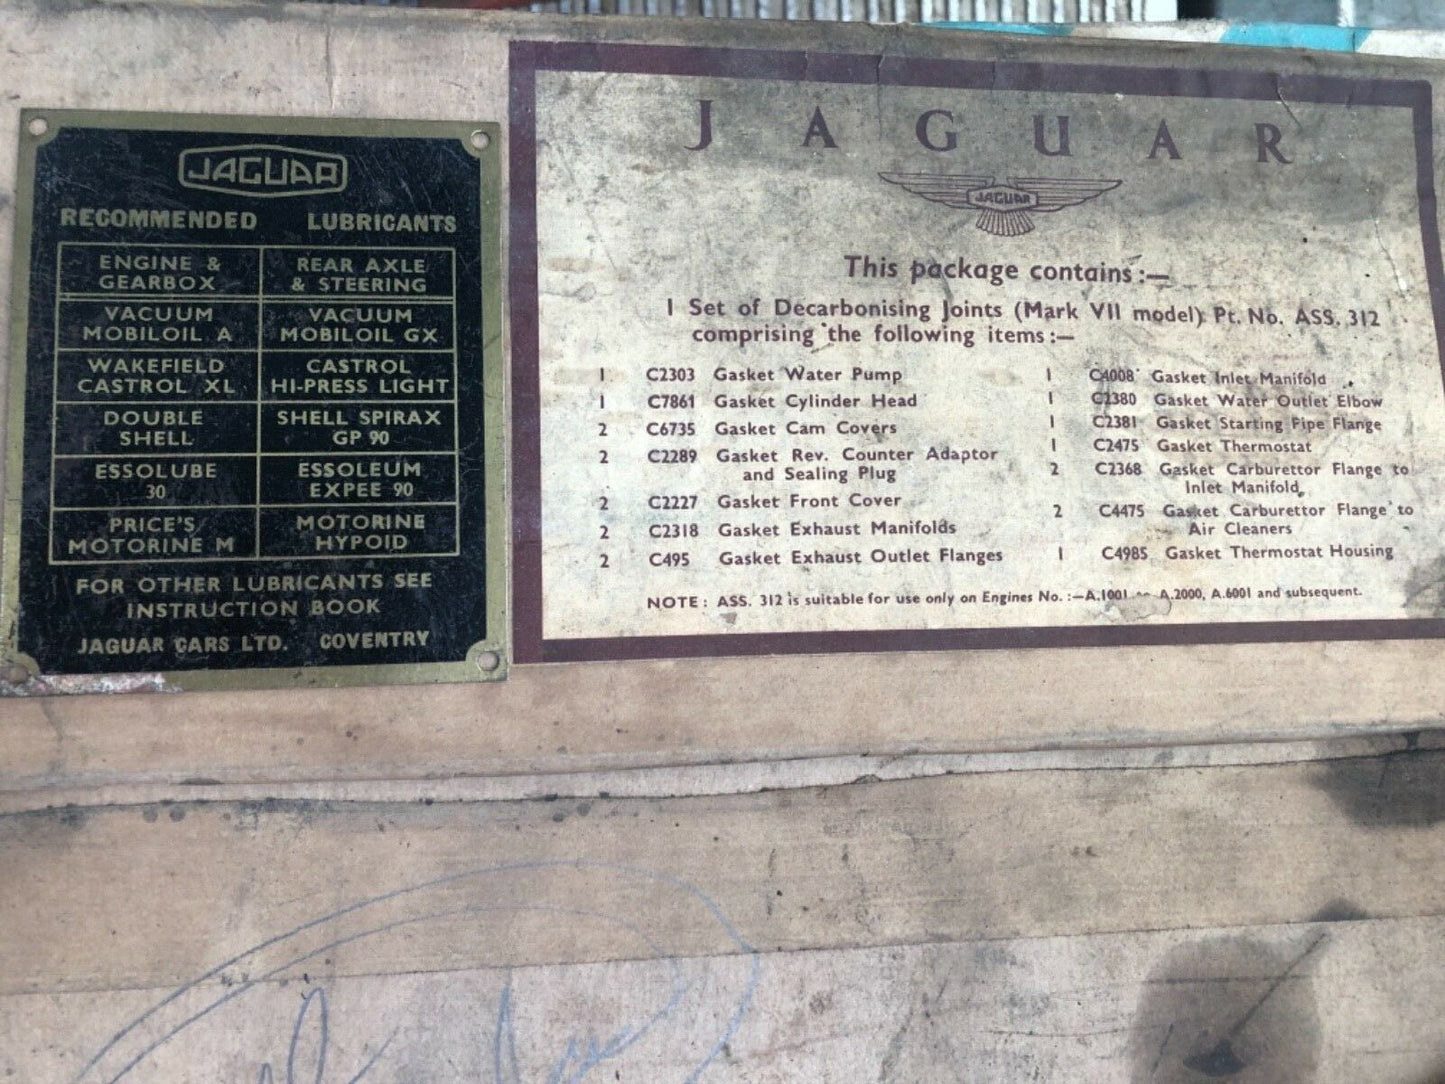 JAGUAR
RECOMMENDED LUBRICANTS
ENGINE &
GEARBOX
REAR AXLE
& STEERING
VACUUM
MOBILOIL A
VACUUM
MOBILOIL GX
WAKEFIELD
CASTROL XL
CASTROL
HI-PRESS LIGHT
DOUBLE
SHELL
SHELL SPIRAX
GP 90
ESSOLUBE
30
ESSOLEUM
EXPEE 90
PRICE'S
MOTORINE M
MOTORINE
HYPOID
FOR OTHER LUBRICANTS SEE
INSTRUCTION BOOK
JAGUAR CARS LTD. COVENTRY
JAGUAR
JAGUAR
This package contains:—
1 Set of Decarbonising Joints (Mark VII model) Pt. No. ASS. 312
comprising the following items:—
1 C2303 Gasket Water Pump
1 C7861 Gasket Cylinder Head
2 C6735 Gasket Cam Covers
2 C2289 Gasket Rev. Counter Adaptor
and Sealing Plug
2 C2227 Gasket Front Cover
2 C2318 Gasket Exhaust Manifolds
2 C495 Gasket Exhaust Outlet Flanges
1 C4008 Gasket Inlet Manifold
1 C2380 Gasket Water Outlet Elbow
1 C2381 Gasket Starting Pipe Flange
1 C2475 Gasket Thermostat
2 C2368 Gasket Carburettor Flange to
Inlet Manifold
2 C4475 Gasket Carburettor Flange to
Air Cleaners
1 C4985 Gasket Thermostat Housing
NOTE: ASS. 312 is suitable for use only on Engines No.:—A.1001 A.2000, A.6001 and subsequent.